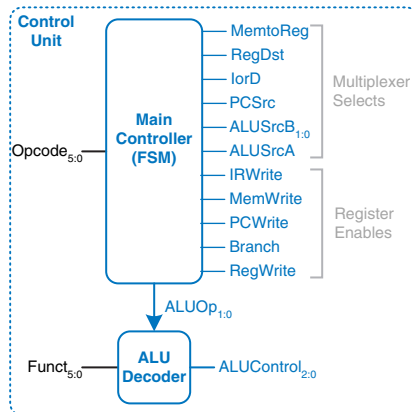 Control
Unit
MemtoReg
RegDst
IorD
PCSrc
ALUSrcB1:0
ALUSrcA
Multiplexer
Selects
Main
Controller
(FSM)
Opcode5:0
IRWrite
MemWrite
PCWrite
Branch
RegWrite
Register
Enables
ALUOp1:0
ALU
Decoder
Funct5:0
ALUControl2:0